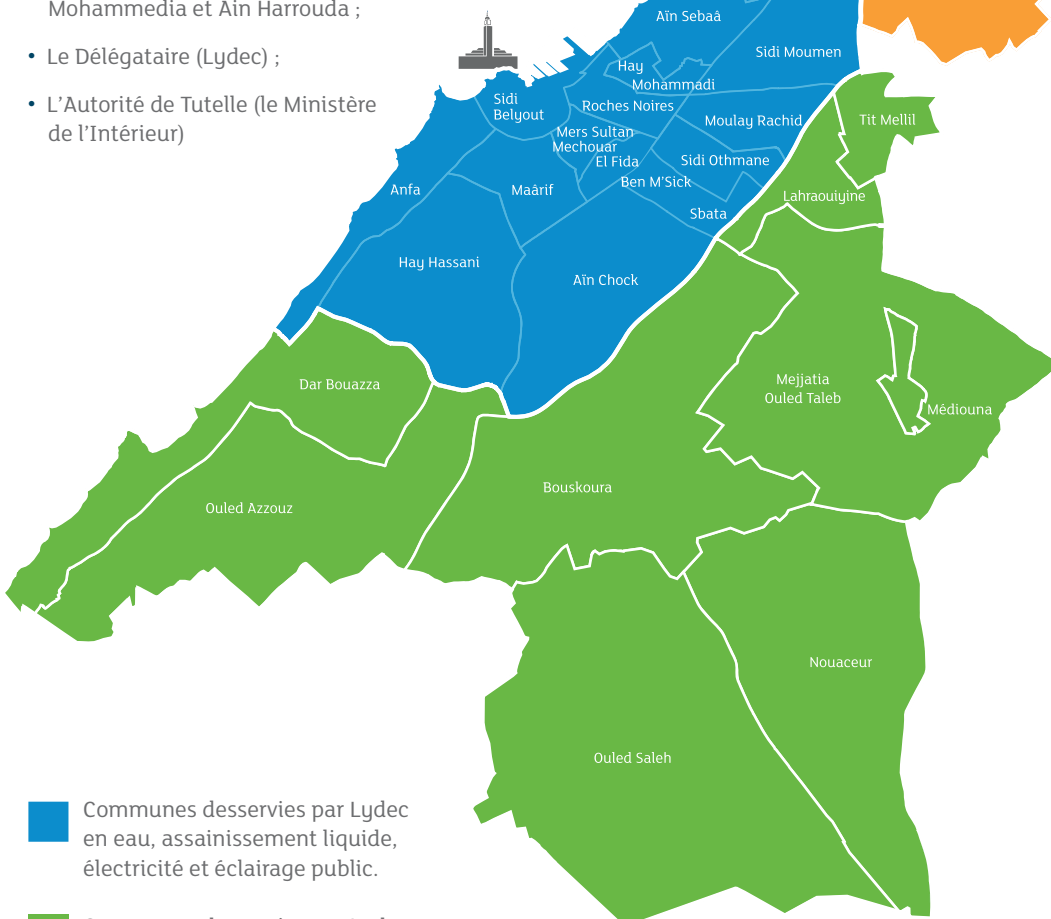 Mohammedia et Aïn Harrouda ;
• Le Délégataire (Lydec) ;
• L'Autorité de Tutelle (le Ministère
de l'Intérieur)
Aïn Sebaâ
Sidi Moumen
Hay
Mohammadi
Sidi
Belyout
Roches Noires
Moulay Rachid
Tit Mellil
Mers Sultan
Mechouar
El Fida
Sidi Othmane
Ben M'Sick
Anfa
Maârif
Lahraouiyine
Sbata
Hay Hassani
Aïn Chock
Dar Bouazza
Mejjatia
Ouled Taleb
Médiouna
Bouskoura
Ouled Azzouz
Nouaceur
Ouled Saleh
Communes desservies par Lydec
en eau, assainissement liquide,
électricité et éclairage public.